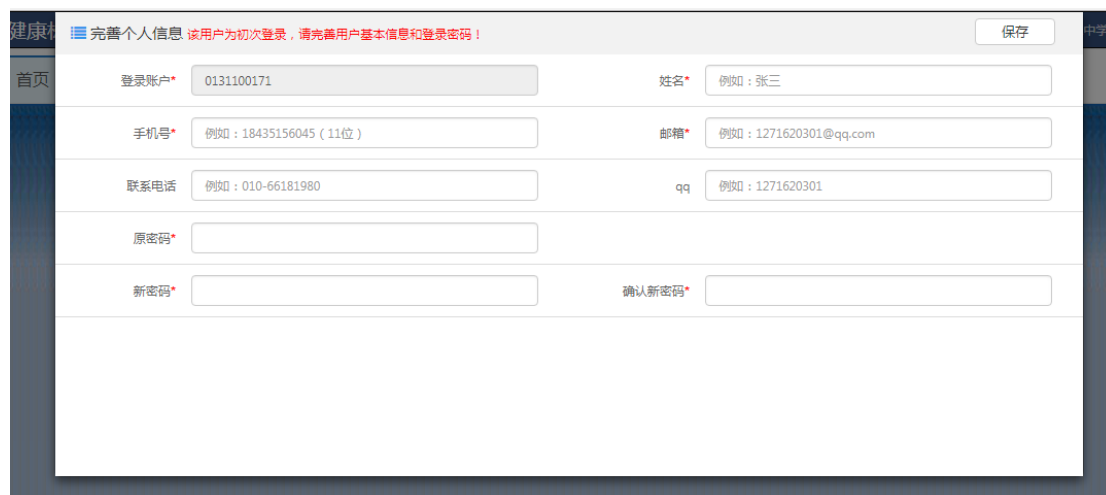 健康 完善个人信息 该用户为初次登录，请完善用户基本信息和登录密码！ 保存 中学
首页 登录账户* 0131100171 姓名* 例如：张三
手机号* 例如：18435156045（11位） 邮箱* 例如：1271620301@qq.com
联系电话 例如：010-66181980 qq 例如：1271620301
原密码*
新密码* 确认新密码*